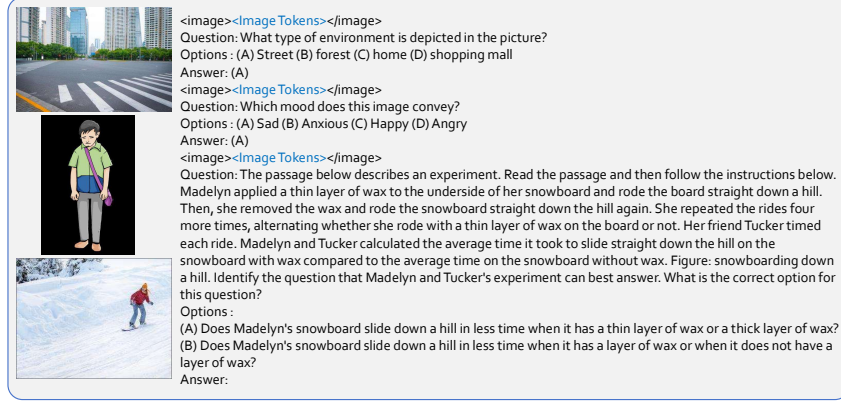 <image><Image Tokens></image>
Question: What type of environment is depicted in the picture?
Options : (A) Street (B) forest (C) home (D) shopping mall
Answer: (A)
<image><Image Tokens></image>
Question: Which mood does this image convey?
Options : (A) Sad (B) Anxious (C) Happy (D) Angry
Answer: (A)
<image><Image Tokens></image>
Question: The passage below describes an experiment. Read the passage and then follow the instructions below.
Madelyn applied a thin layer of wax to the underside of her snowboard and rode the board straight down a hill.
Then, she removed the wax and rode the snowboard straight down the hill again. She repeated the rides four
more times, alternating whether she rode with a thin layer of wax on the board or not. Her friend Tucker timed
each ride. Madelyn and Tucker calculated the average time it took to slide straight down the hill on the
snowboard with wax compared to the average time on the snowboard without wax. Figure: snowboarding down
a hill. Identify the question that Madelyn and Tucker's experiment can best answer. What is the correct option for
this question?
Options :
(A) Does Madelyn's snowboard slide down a hill in less time when it has a thin layer of wax or a thick layer of wax?
(B) Does Madelyn's snowboard slide down a hill in less time when it has a layer of wax or when it does not have a
layer of wax?
Answer: